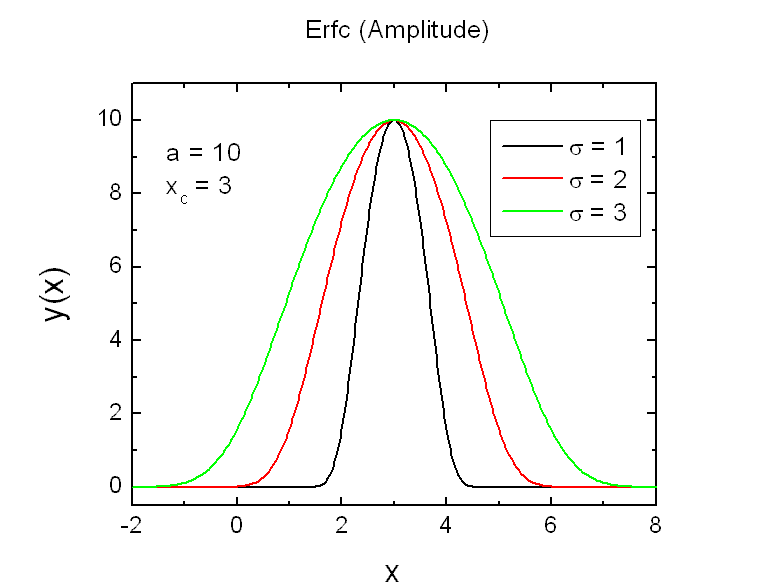 Erfc (Amplitude)
a = 10
x_c = 3
σ = 1
σ = 2
σ = 3
10
8
6
4
2
0
y(x)
-2 0 2 4 6 8
x